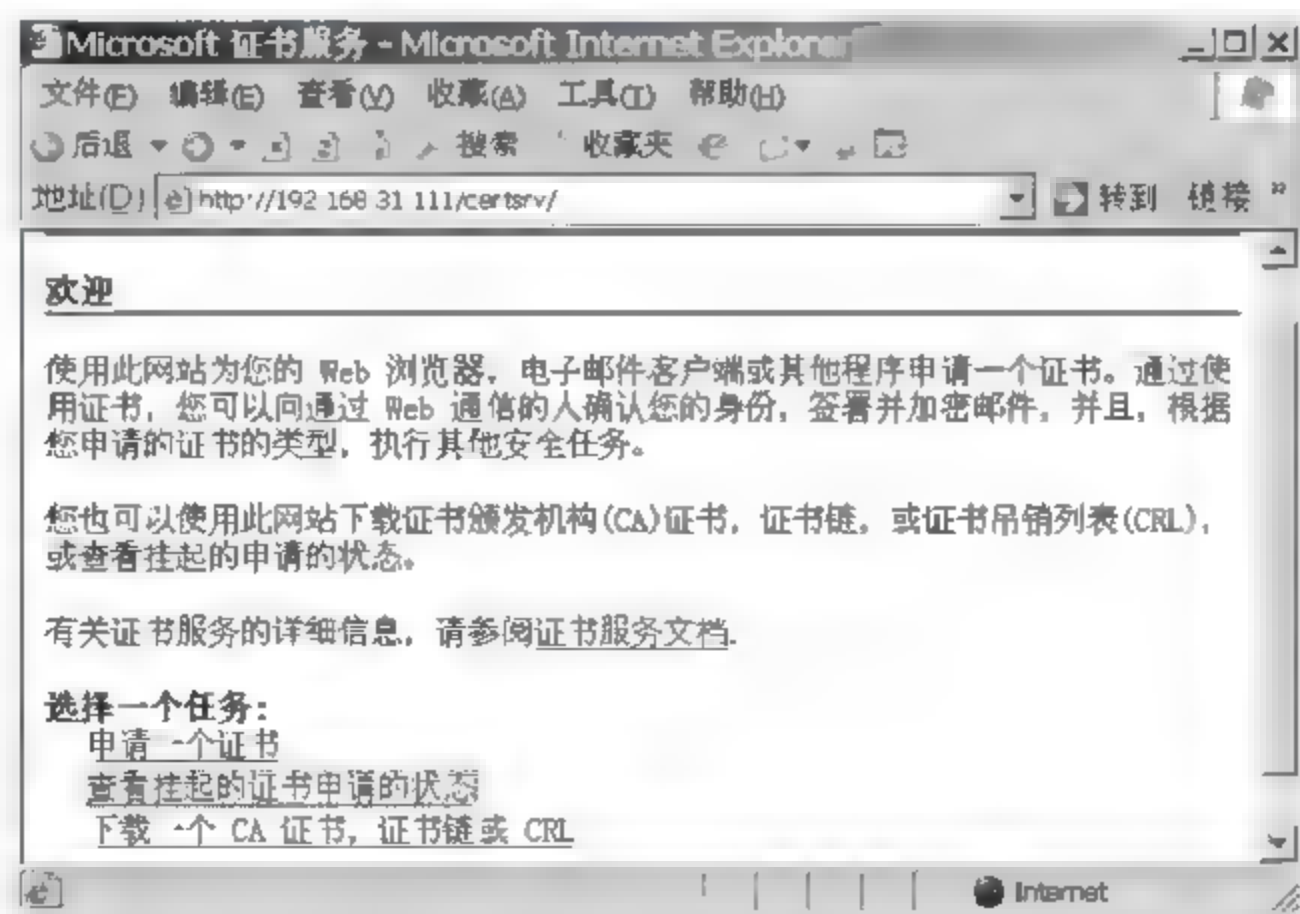 Microsoft 证书服务 - Microsoft Internet Explorer
文件(F) 编辑(E) 查看(V) 收藏(A) 工具(T) 帮助(H)
后退 搜索 收藏夹
地址(D) http://192 168 31 111/certsrv/ 转到 链接 »
欢迎
使用此网站为您的 Web 浏览器，电子邮件客户端或其他程序申请一个证书。通过使
用证书，您可以向通过 Web 通信的人确认您的身份，签署并加密邮件，并且，根据
您申请的证书的类型，执行其他安全任务。
您也可以使用此网站下载证书颁发机构(CA)证书，证书链，或证书吊销列表(CRL)，
或查看挂起的申请的状态。
有关证书服务的详细信息，请参阅证书服务文档.
选择一个任务:
申请一个证书
查看挂起的证书申请的状态
下载一个 CA 证书，证书链或 CRL
Internet